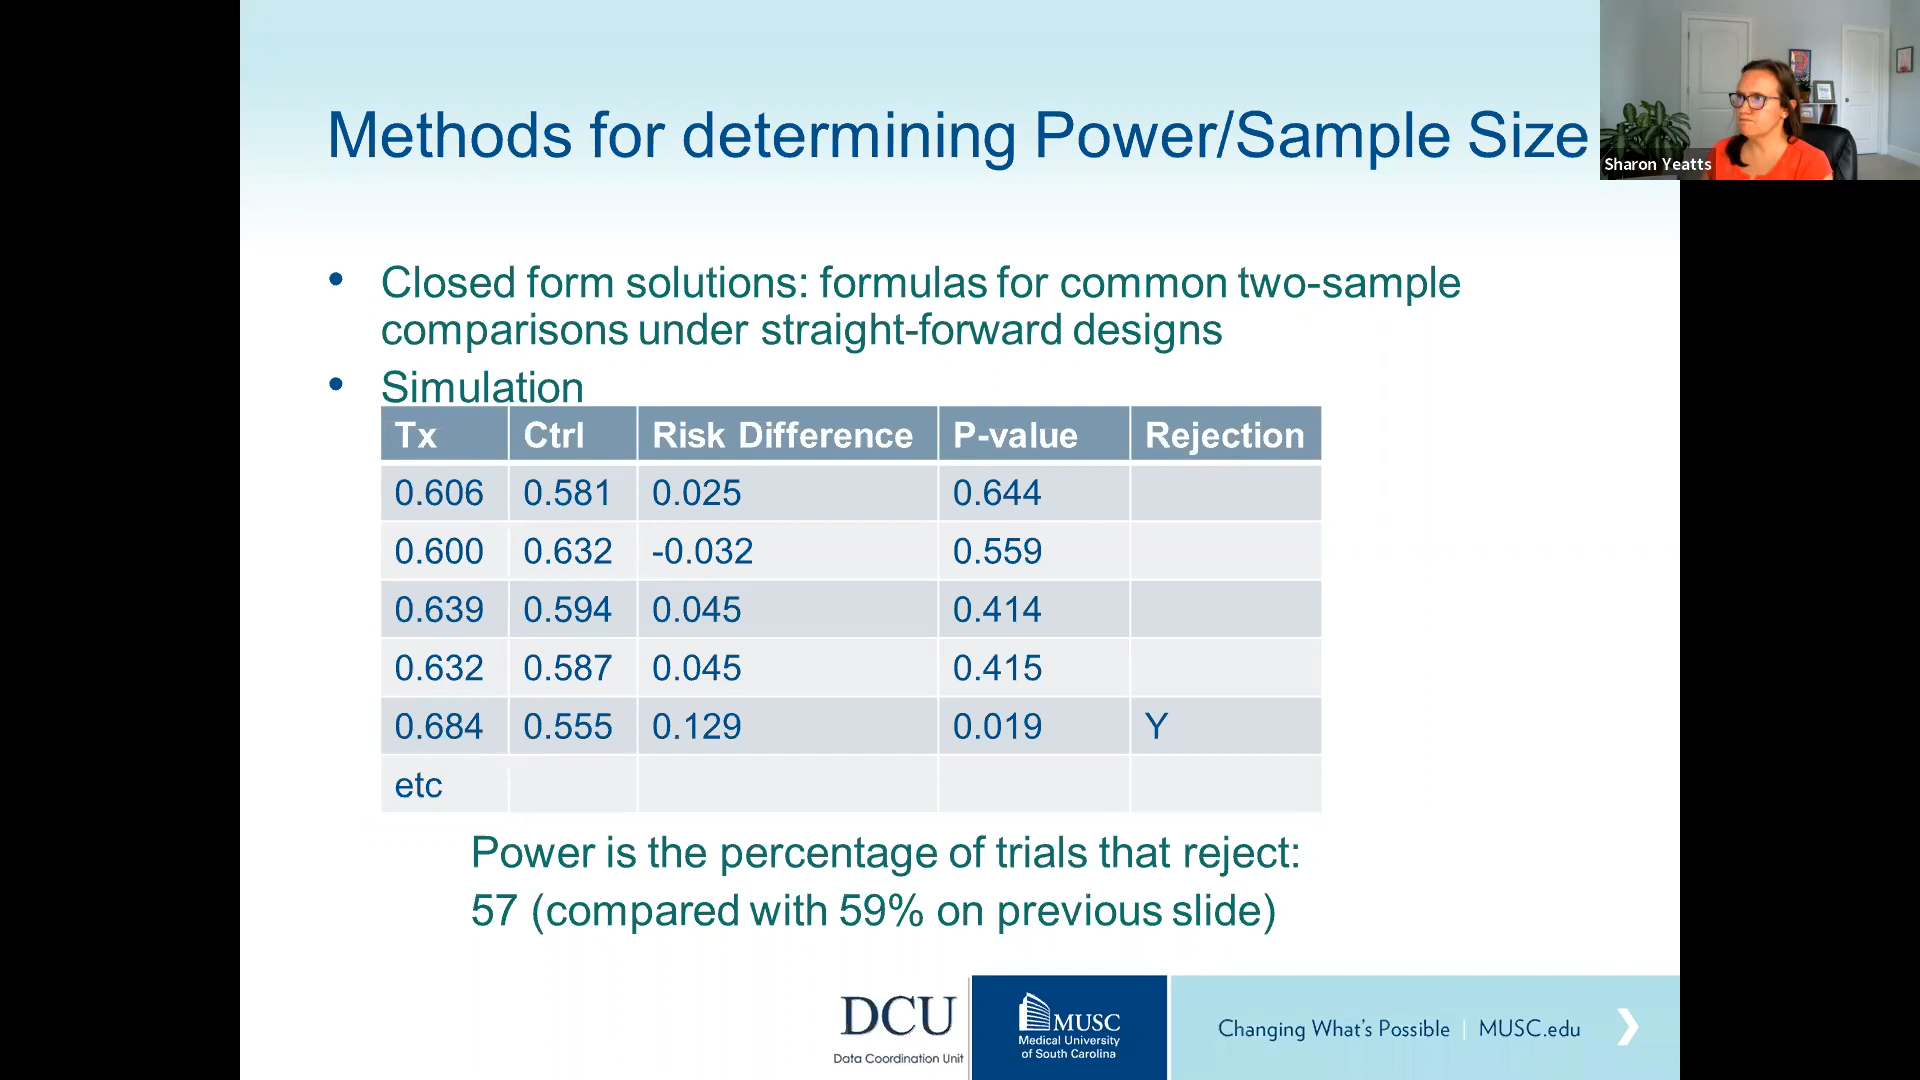 Methods for determining Power/Sample Size
Sharon Yeatts
• Closed form solutions: formulas for common two-sample
comparisons under straight-forward designs
• Simulation
Tx Ctrl Risk Difference P-value Rejection
0.606 0.581 0.025 0.644
0.600 0.632 -0.032 0.559
0.639 0.594 0.045 0.414
0.632 0.587 0.045 0.415
0.684 0.555 0.129 0.019 Y
etc
Power is the percentage of trials that reject:
57 (compared with 59% on previous slide)
DCU
Data Coordination Unit
MUSC
Medical University
of South Carolina
Changing What's Possible | MUSC.edu